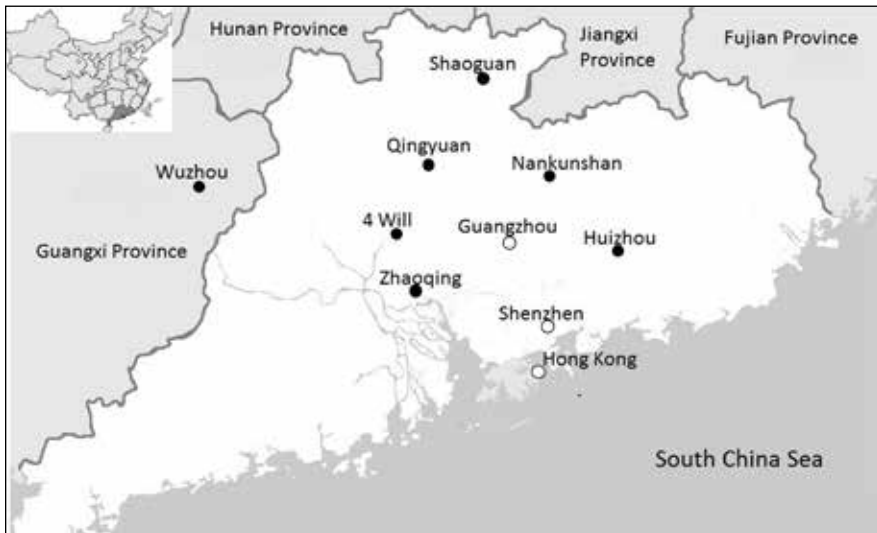 Hunan Province
Jiangxi
Province
Fujian Province
Shaoguan
Qingyuan
Nankunshan
Wuzhou
4 Will
Guangzhou
Huizhou
Guangxi Province
Zhaoqing
Shenzhen
Hong Kong
South China Sea